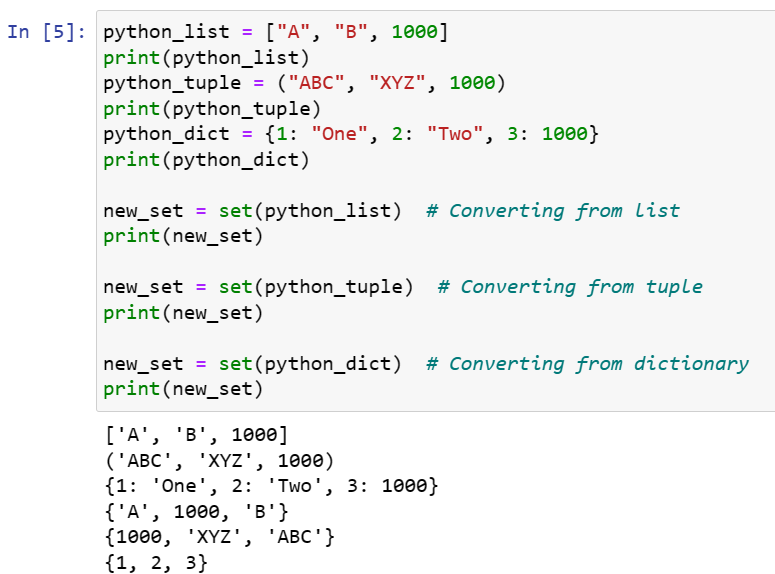 In [5]: python_list = ["A", "B", 1000]
print(python_list)
python_tuple = ("ABC", "XYZ", 1000)
print(python_tuple)
python_dict = {1: "One", 2: "Two", 3: 1000}
print(python_dict)
new_set = set(python_list)  # Converting from list
print(new_set)
new_set = set(python_tuple)  # Converting from tuple
print(new_set)
new_set = set(python_dict)  # Converting from dictionary
print(new_set)
['A', 'B', 1000]
('ABC', 'XYZ', 1000)
{1: 'One', 2: 'Two', 3: 1000}
{'A', 1000, 'B'}
{1000, 'XYZ', 'ABC'}
{1, 2, 3}